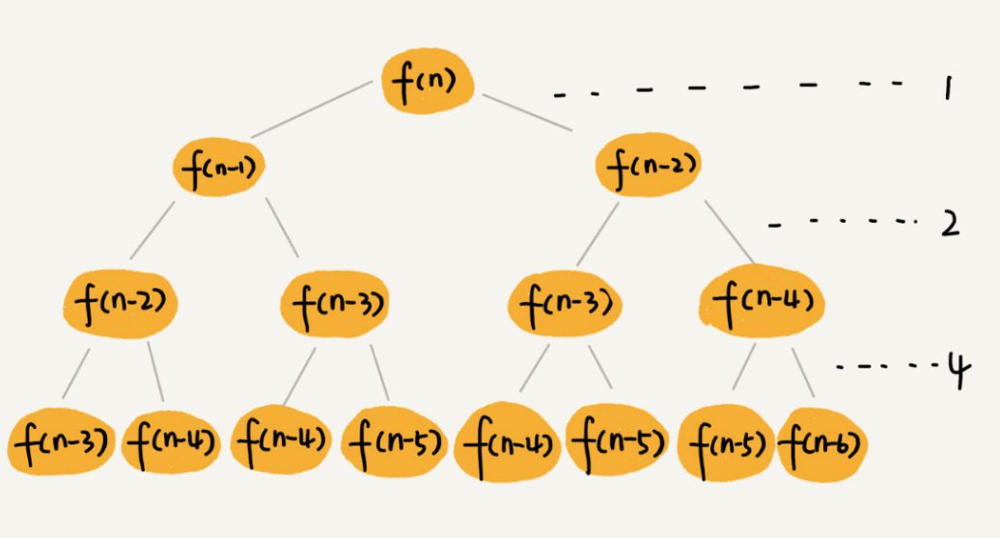 f(n) 1
f(n-1) f(n-2)
2
f(n-2) f(n-3) f(n-3) f(n-4)
4
f(n-3) f(n-4) f(n-4) f(n-5) f(n-4) f(n-5) f(n-5) f(n-6)